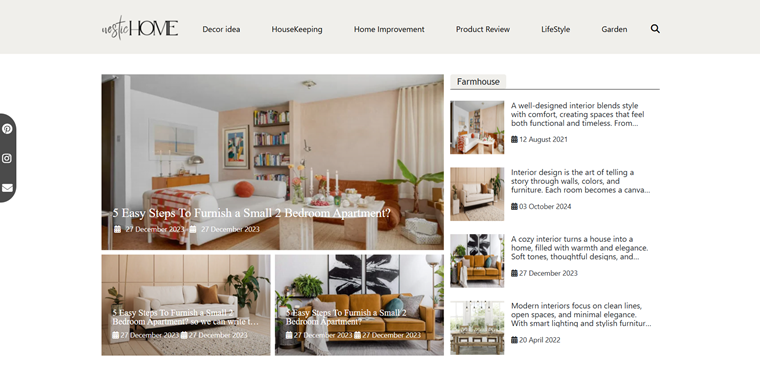 nesticHOME
Decor idea
HouseKeeping
Home Improvement
Product Review
LifeStyle
Garden
5 Easy Steps To Furnish a Small 2 Bedroom Apartment?
27 December 2023 - 27 December 2023
5 Easy Steps To Furnish a Small 2
Bedroom Apartment? so we can write t...
27 December 2023 27 December 2023
5 Easy Steps To Furnish a Small 2
Bedroom Apartment?
27 December 2023 27 December 2023
Farmhouse
A well-designed interior blends style
with comfort, creating spaces that feel
both functional and timeless. From...
12 August 2021
Interior design is the art of telling a
story through walls, colors, and
furniture. Each room becomes a canva...
03 October 2024
A cozy interior turns a house into a
home, filled with warmth and elegance.
Soft tones, thoughtful designs, and...
27 December 2023
Modern interiors focus on clean lines,
open spaces, and minimal elegance.
With smart lighting and stylish furnitur...
20 April 2022